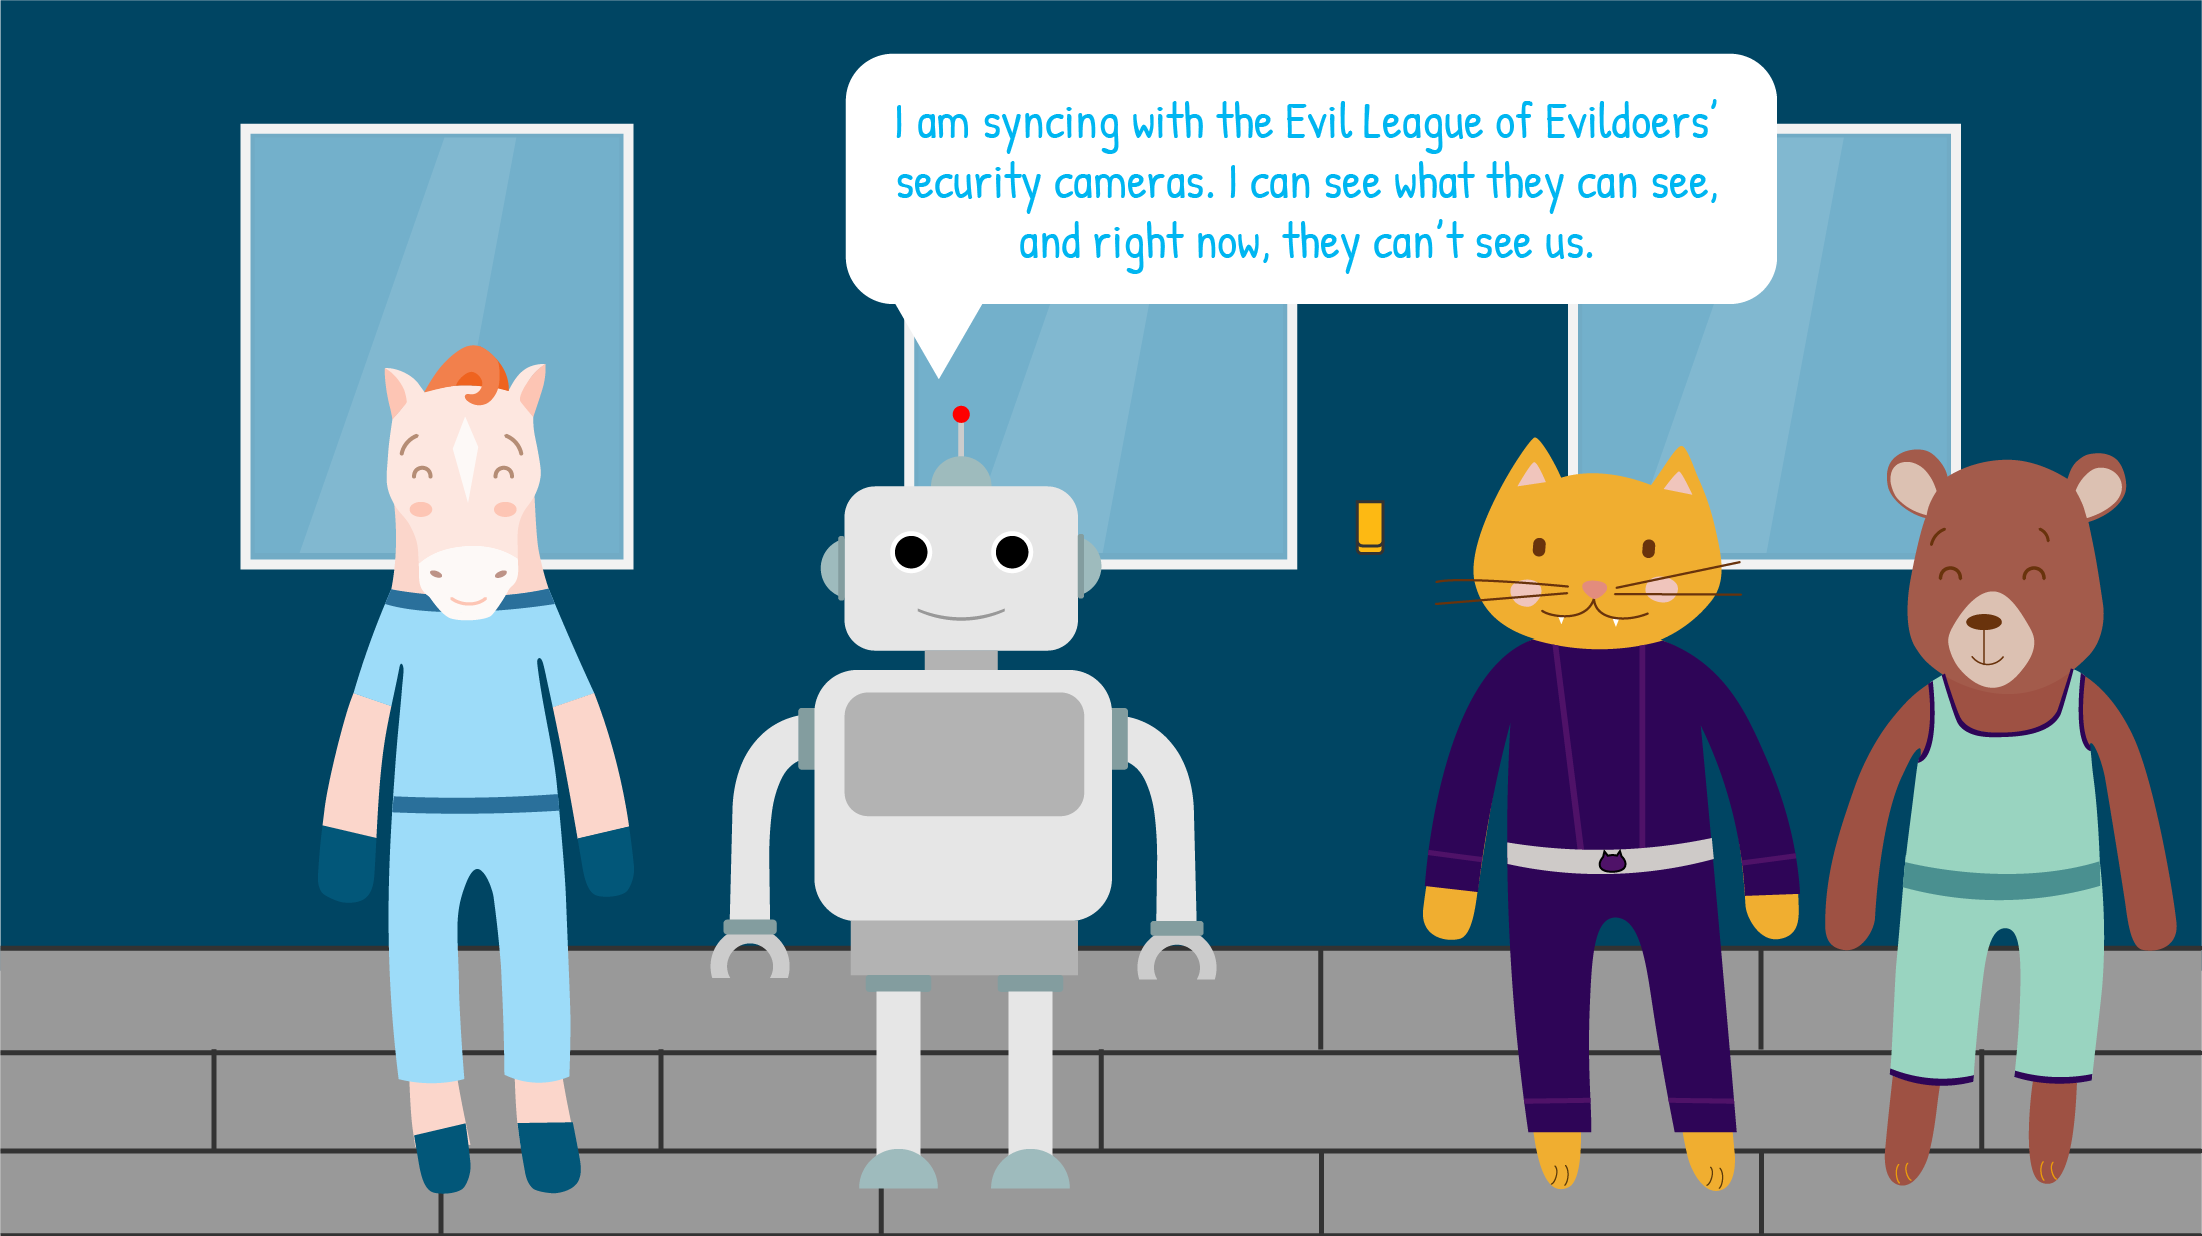 I am syncing with the Evil League of Evildoers’
security cameras. I can see what they can see,
and right now, they can’t see us.